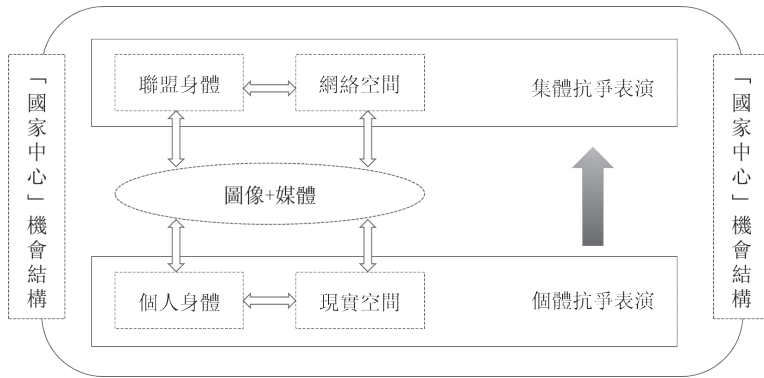 「國家中心」機會結構
聯盟身體
網絡空間
集體抗爭表演
圖像+媒體
個人身體
現實空間
個體抗爭表演
「國家中心」機會結構